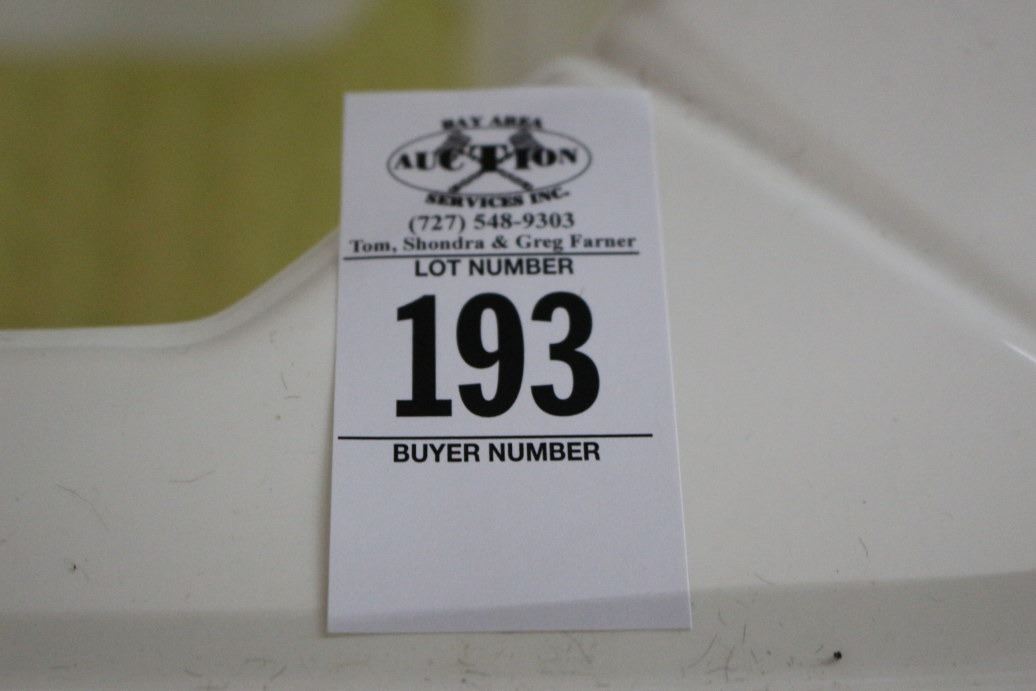 BAY AREA
AUCTION
SERVICES INC.
(727) 548-9303
Tom, Shondra & Greg Farner
LOT NUMBER
193
BUYER NUMBER